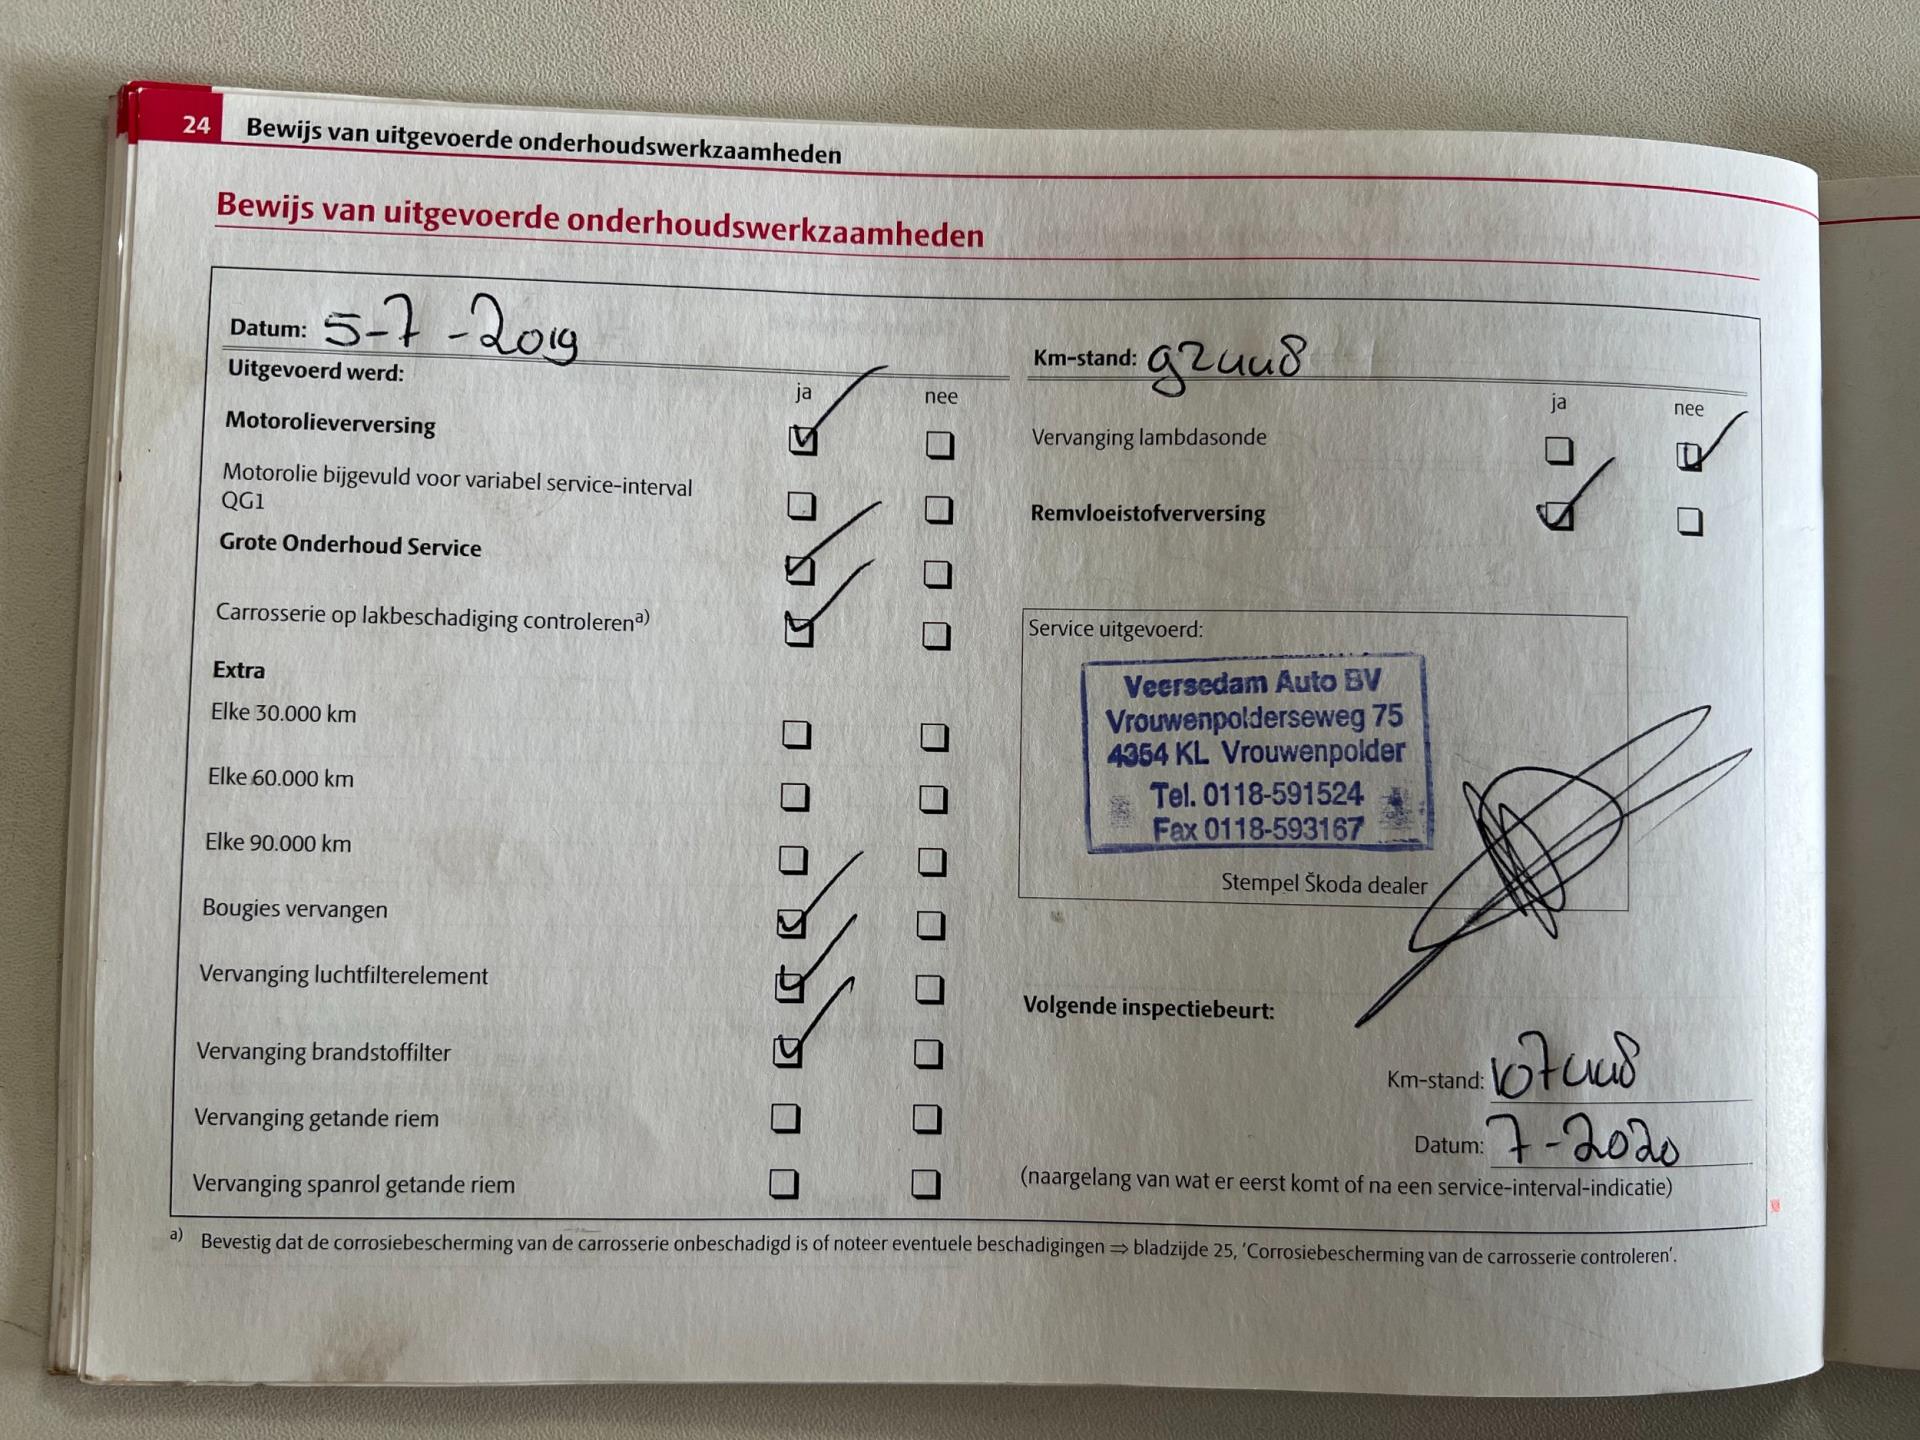 24 Bewijs van uitgevoerde onderhoudswerkzaamheden
Bewijs van uitgevoerde onderhoudswerkzaamheden
Datum: 5-7-2019
Uitgevoerd werd:
ja nee
Motorolieverversing
Motorolie bijgevuld voor variabel service-interval
QG1
Grote Onderhoud Service
Carrosserie op lakbeschadiging controleren a)
Extra
Elke 30.000 km
Elke 60.000 km
Elke 90.000 km
Bougies vervangen
Vervanging luchtfilterelement
Vervanging brandstoffilter
Vervanging getande riem
Vervanging spanrol getande riem
Km-stand: 92448
ja nee
Vervanging lambdasonde
Remvloeistofverversing
Service uitgevoerd:
Veersedam Auto BV
Vrouwenpolderseweg 75
4354 KL Vrouwenpolder
Tel. 0118-591524
Fax 0118-593167
Stempel Škoda dealer
Volgende inspectiebeurt:
Km-stand: 107448
Datum: 7-2020
(naargelang van wat er eerst komt of na een service-interval-indicatie)
a) Bevestig dat de corrosiebescherming van de carrosserie onbeschadigd is of noteer eventuele beschadigingen ⇒ bladzijde 25, 'Corrosiebescherming van de carrosserie controleren'.